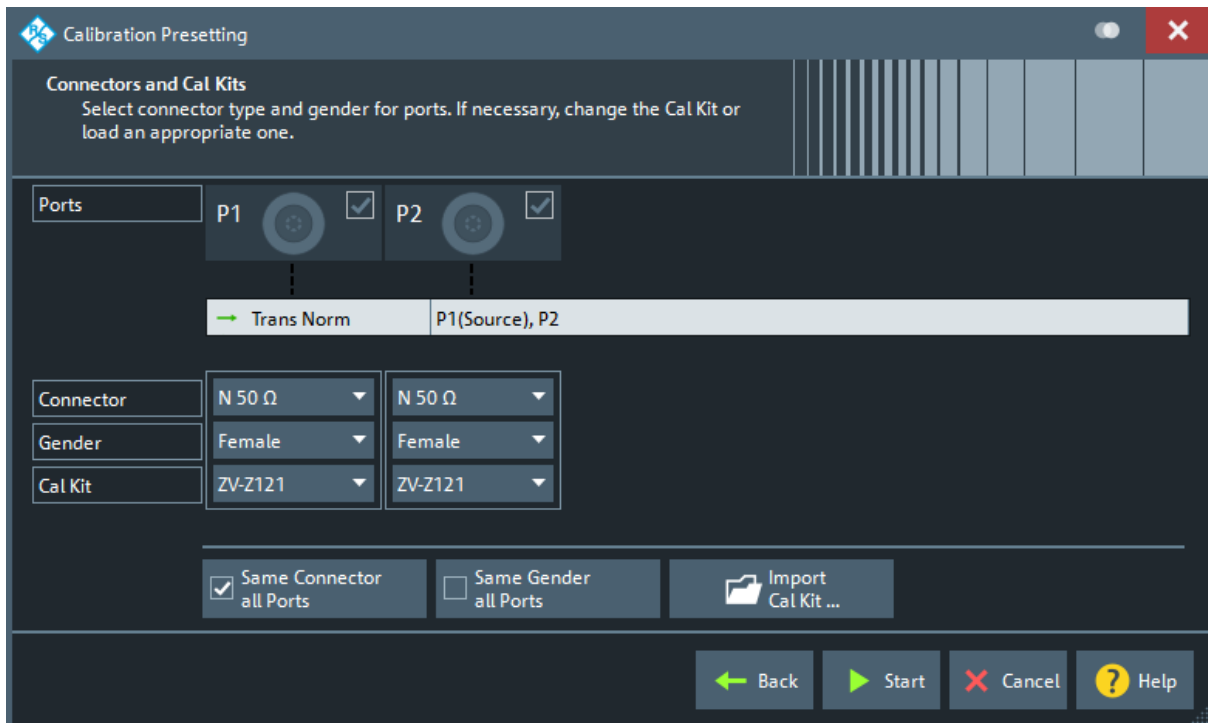 Calibration Presetting
Connectors and Cal Kits
Select connector type and gender for ports. If necessary, change the Cal Kit or
load an appropriate one.
Ports
P1
P2
Trans Norm
P1(Source), P2
Connector
N 50 Ω
N 50 Ω
Gender
Female
Female
Cal Kit
ZV-Z121
ZV-Z121
Same Connector
all Ports
Same Gender
all Ports
Import
Cal Kit ...
Back
Start
Cancel
? Help